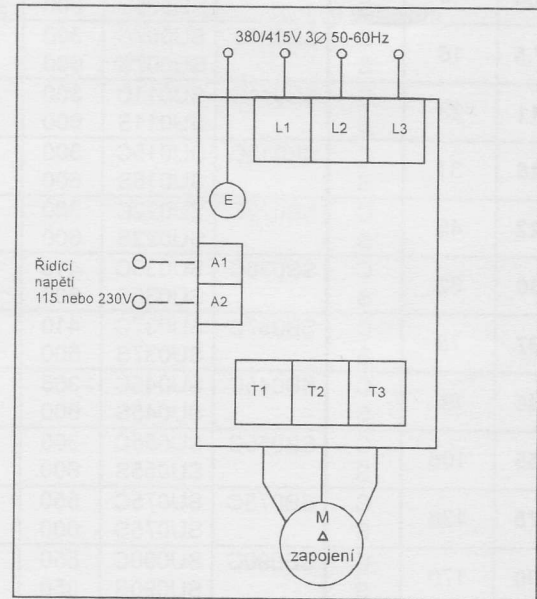 380/415V 3Ø 50-60Hz
L1 L2 L3
E
A1
Řídící
napětí
115 nebo 230V
A2
T1 T2 T3
M
Δ
zapojení